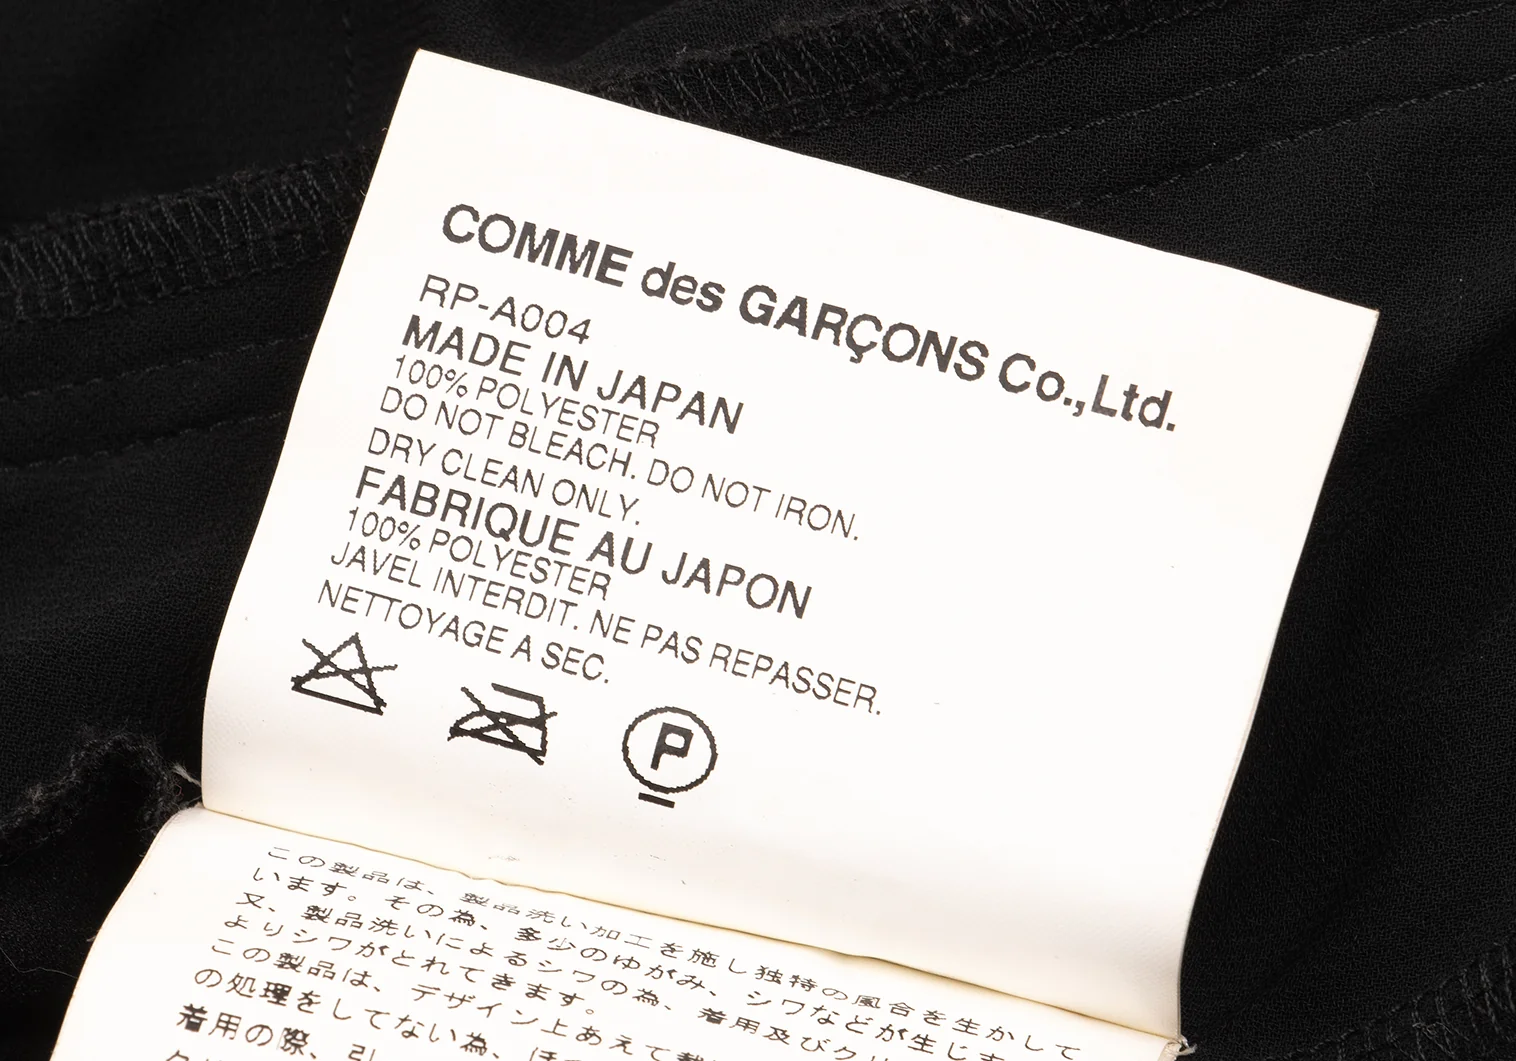 COMME des GARÇONS Co.,Ltd.
RP-A004
MADE IN JAPAN
100% POLYESTER
DO NOT BLEACH. DO NOT IRON.
DRY CLEAN ONLY.
FABRIQUE AU JAPON
100% POLYESTER
JAVEL INTERDIT. NE PAS REPASSER.
NETTOYAGE A SEC.
P
この製品は、製品洗い加工を施し独特の風合を生かして
います。その為、多少のゆがみ、シワなどが生じま
又、製品洗いによるシワの為、着用及びク
よりシワがとれてきます。
この製品は、デザイン上あえて
の処理をしてない為、ほ
着用の際、引